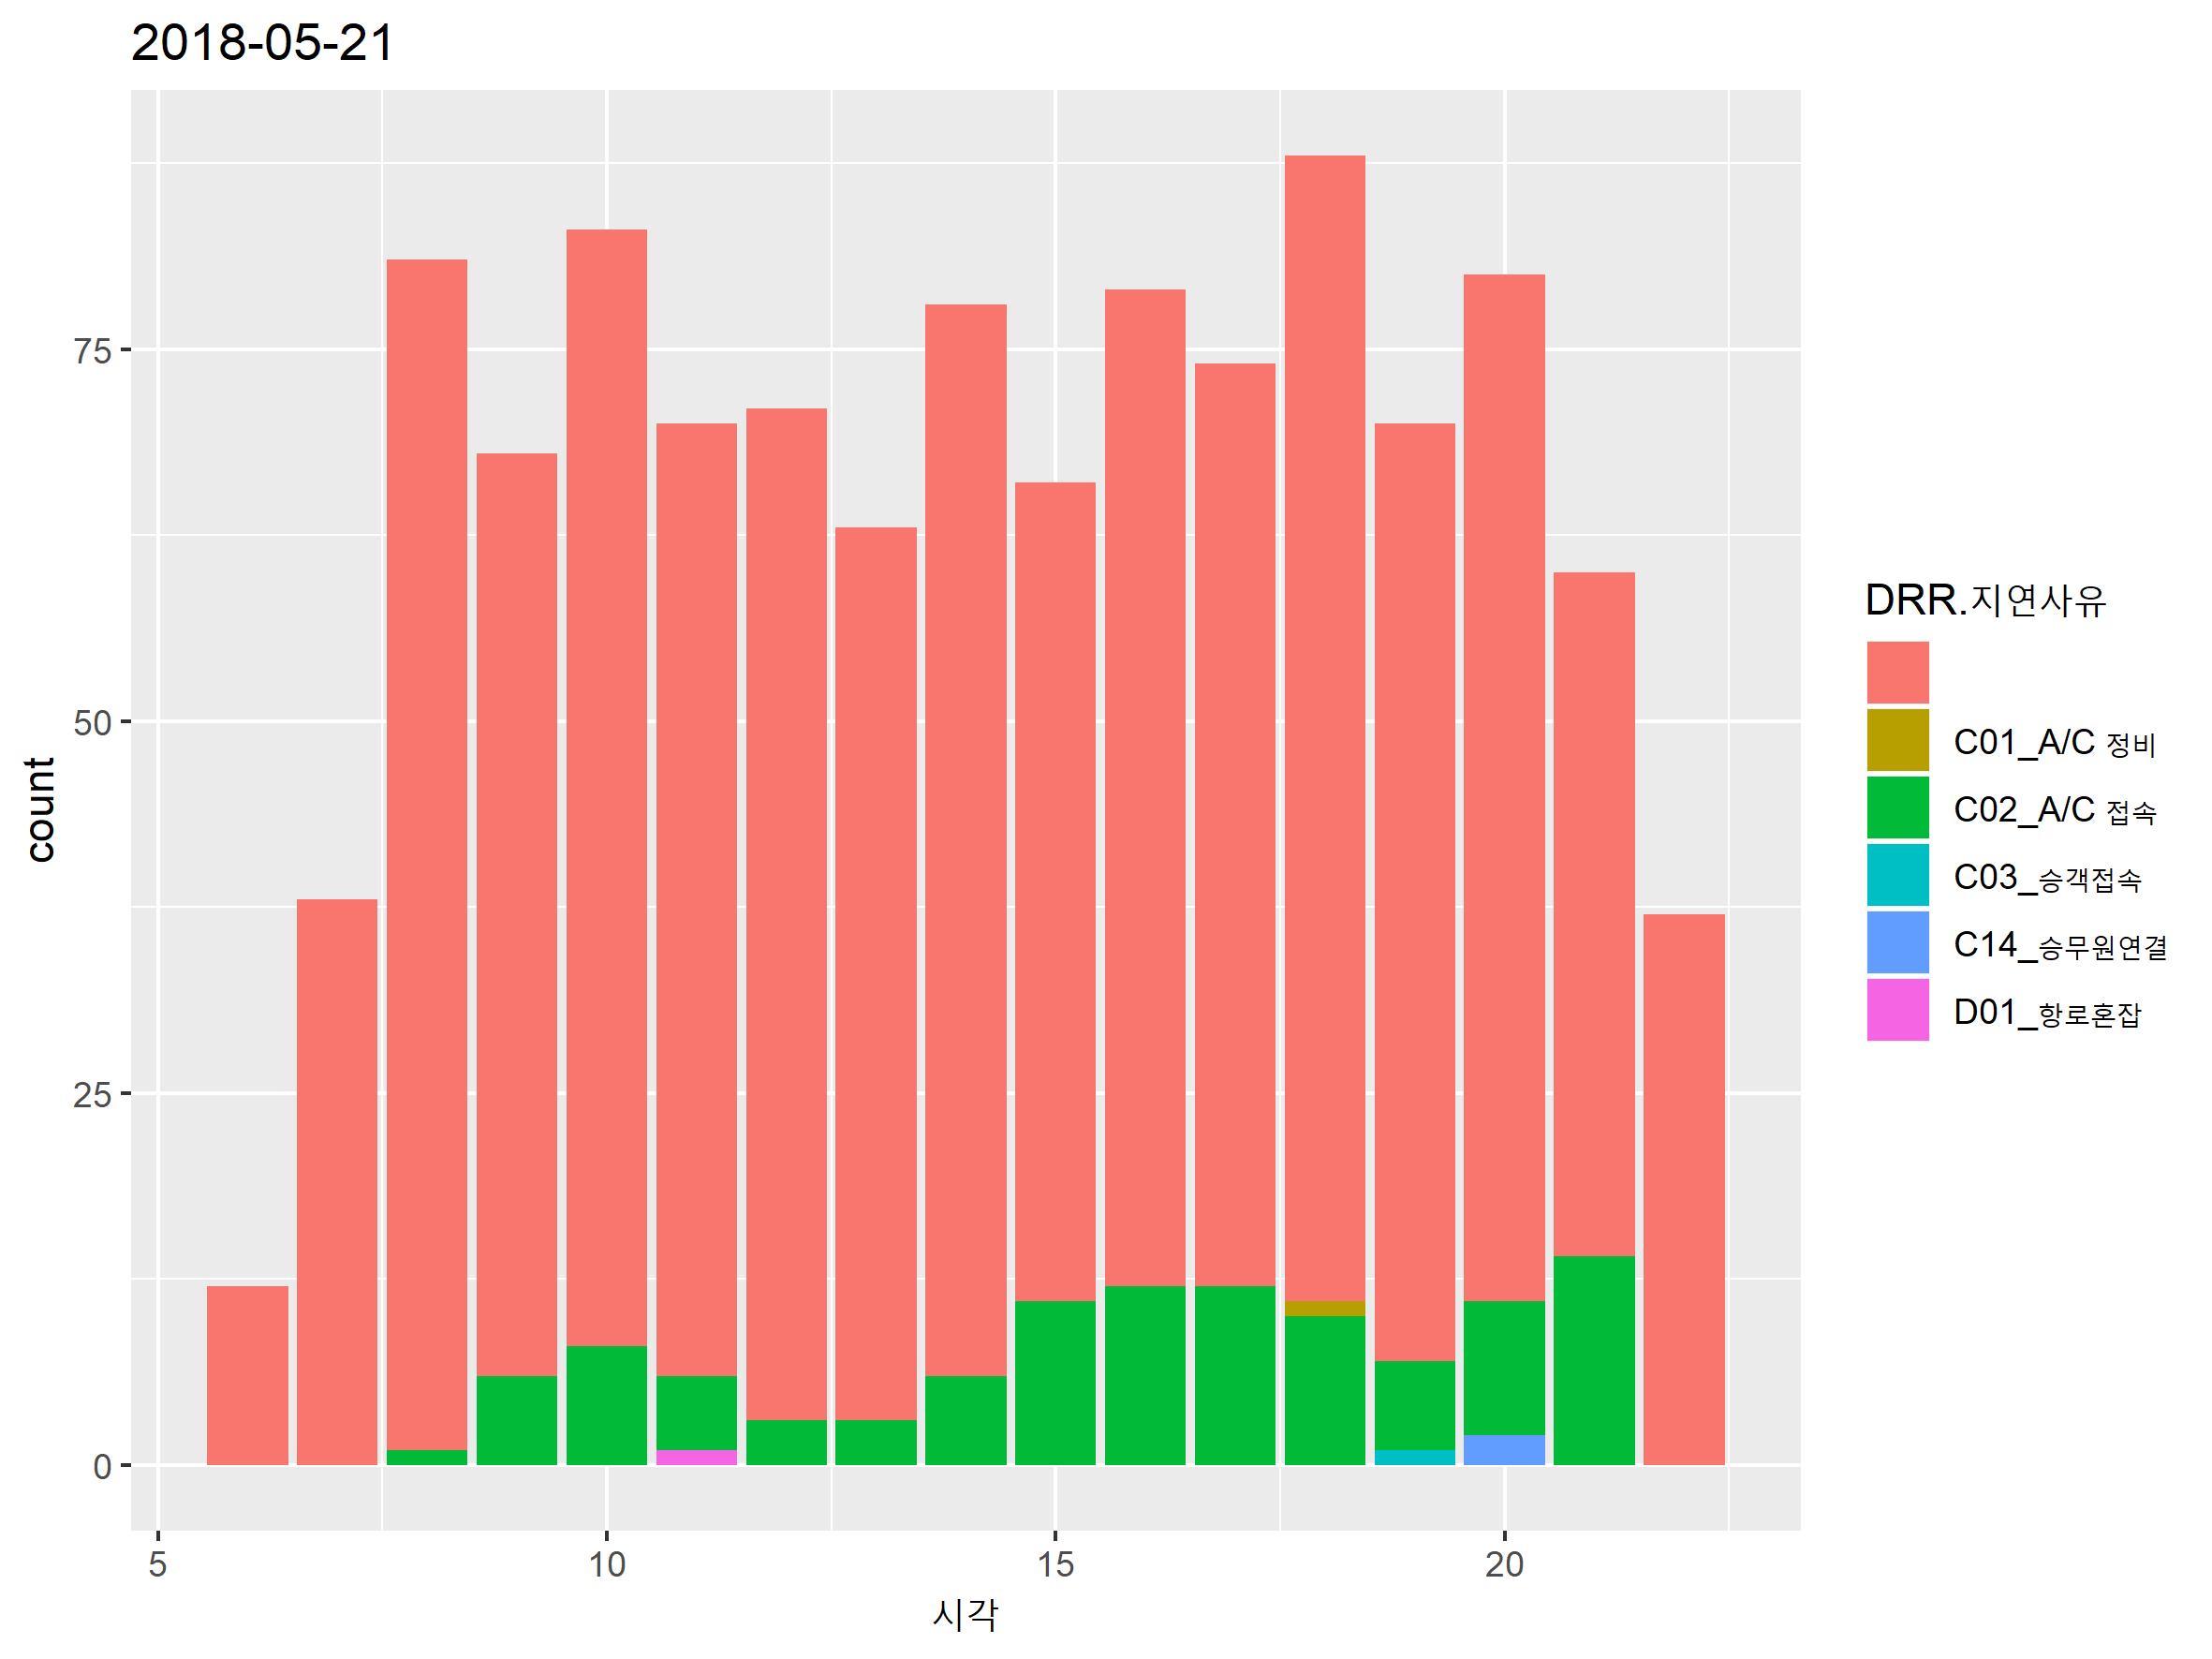 2018-05-21
75
50
25
0
count
5 10 15 20
시각
DRR.지연사유
C01_A/C 정비
C02_A/C 접속
C03_승객접속
C14_승무원연결
D01_항로혼잡